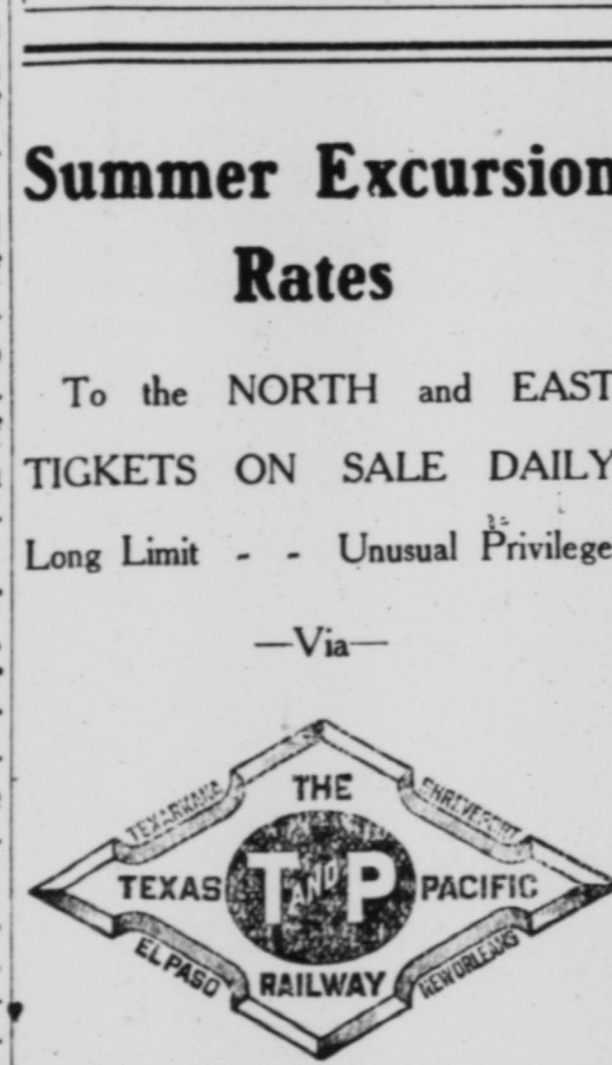 Summer Excursion
Rates
To the NORTH and EAST
TIGKETS ON SALE DAILY
Long Limit - - Unusual Privilege
—Via—
THE
TEXARKANA
SHREVEPORT
TEXAS T AND P PACIFIC
EL PASO
RAILWAY
NEW ORLEANS